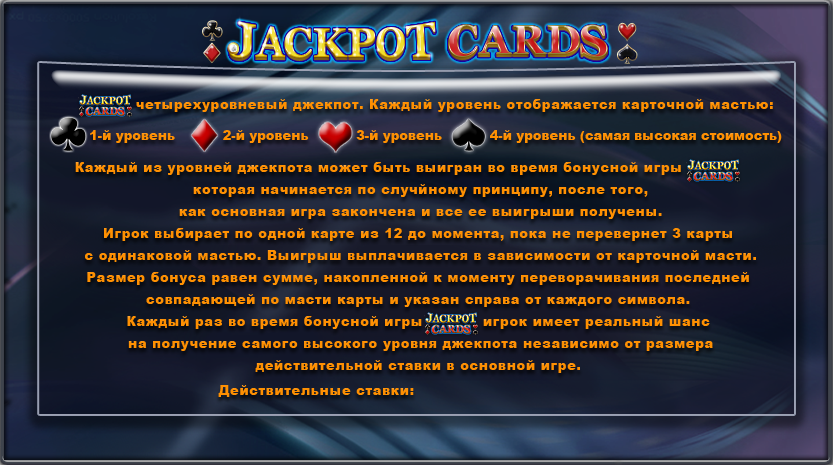 JACKPOT CARDS
JACKPOT CARDS четырехуровневый джекпот. Каждый уровень отображается карточной мастью:
1-й уровень 2-й уровень 3-й уровень 4-й уровень (самая высокая стоимость)
Каждый из уровней джекпота может быть выигран во время бонусной игры JACKPOT CARDS
которая начинается по случйному принципу, после того,
как основная игра закончена и все ее выигрыши получены.
Игрок выбирает по одной карте из 12 до момента, пока не перевернет 3 карты
с одинаковой мастью. Выигрыш выплачивается в зависимости от карточной масти.
Размер бонуса равен сумме, накопленной к моменту переворачивания последней
совпадающей по масти карты и указан справа от каждого символа.
Каждый раз во время бонусной игры JACKPOT CARDS игрок имеет реальный шанс
на получение самого высокого уровня джекпота независимо от размера
действительной ставки в основной игре.
Действительные ставки: